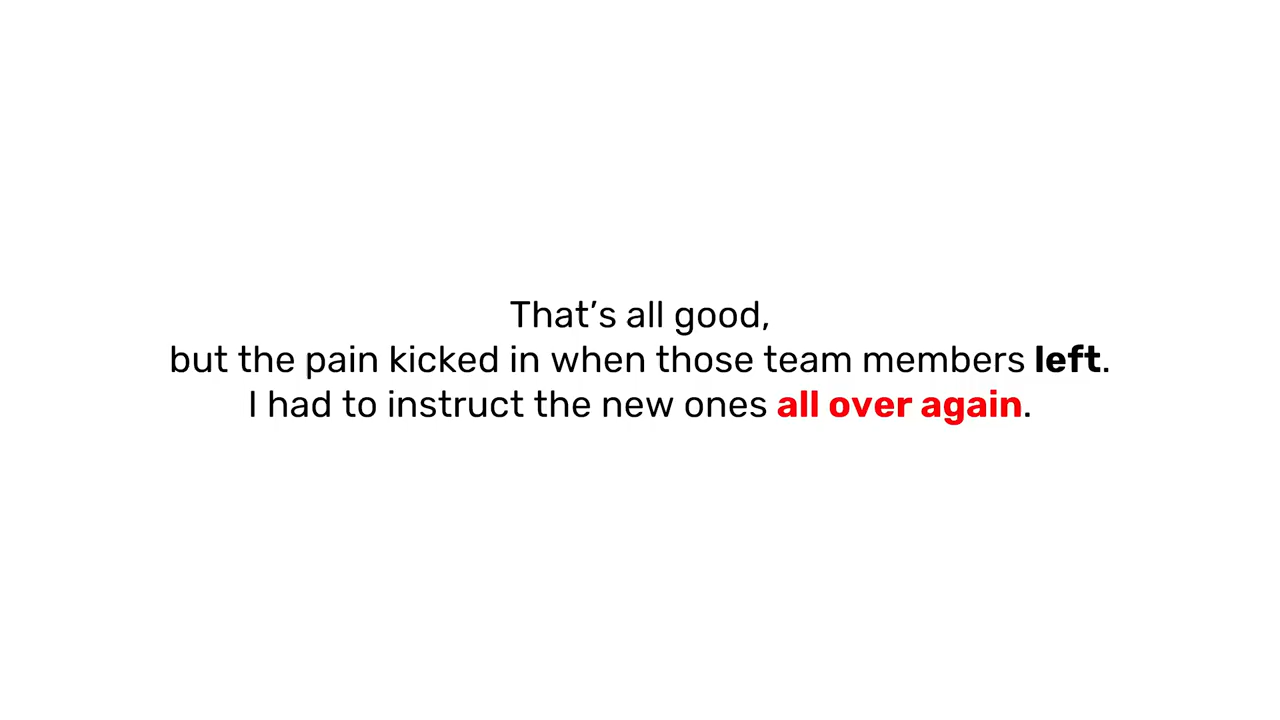 That’s all good,
but the pain kicked in when those team members left.
I had to instruct the new ones all over again.